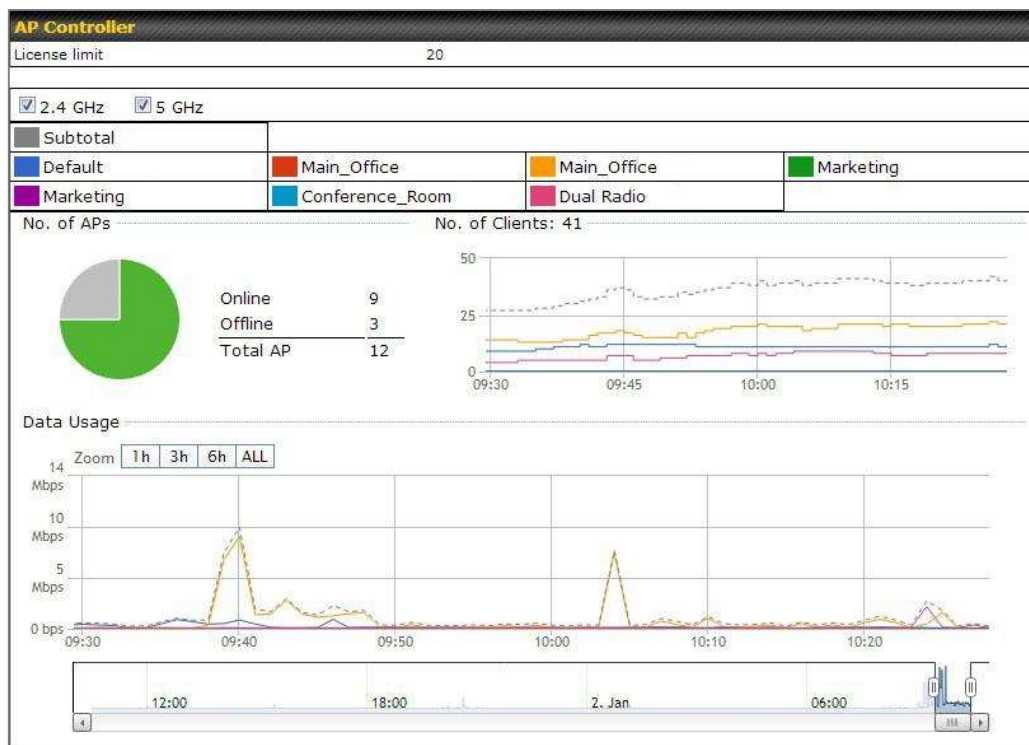 AP Controller
License limit 20
2.4 GHz 5 GHz
Subtotal
Default Main_Office Main_Office Marketing
Marketing Conference_Room Dual Radio
No. of APs No. of Clients: 41
Online 9
Offline 3
Total AP 12
50
25
0
09:30 09:45 10:00 10:15
Data Usage
Zoom 1h 3h 6h ALL
14 Mbps
10 Mbps
5 Mbps
0 bps
09:30 09:40 09:50 10:00 10:10 10:20
12:00 18:00 2. Jan 06:00